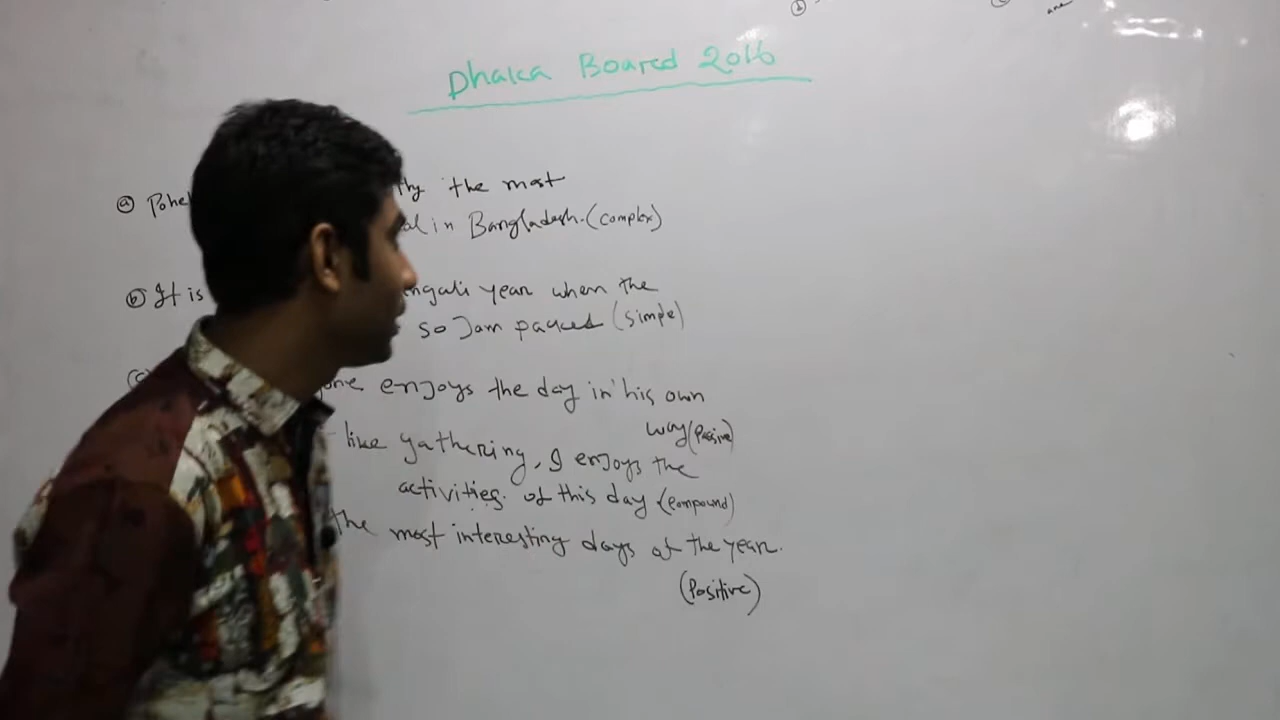 Dhaka Board 2016
ⓐ Pohe thy the most
al in Bangladesh. (complex)
ⓑ It is ngali year when the
so Jam packed (simple)
(c) one enjoys the day in his own
way (Passive)
like gathering, I enjoys the
activities. of this day (compound)
the most interesting days of the year.
(Positive)